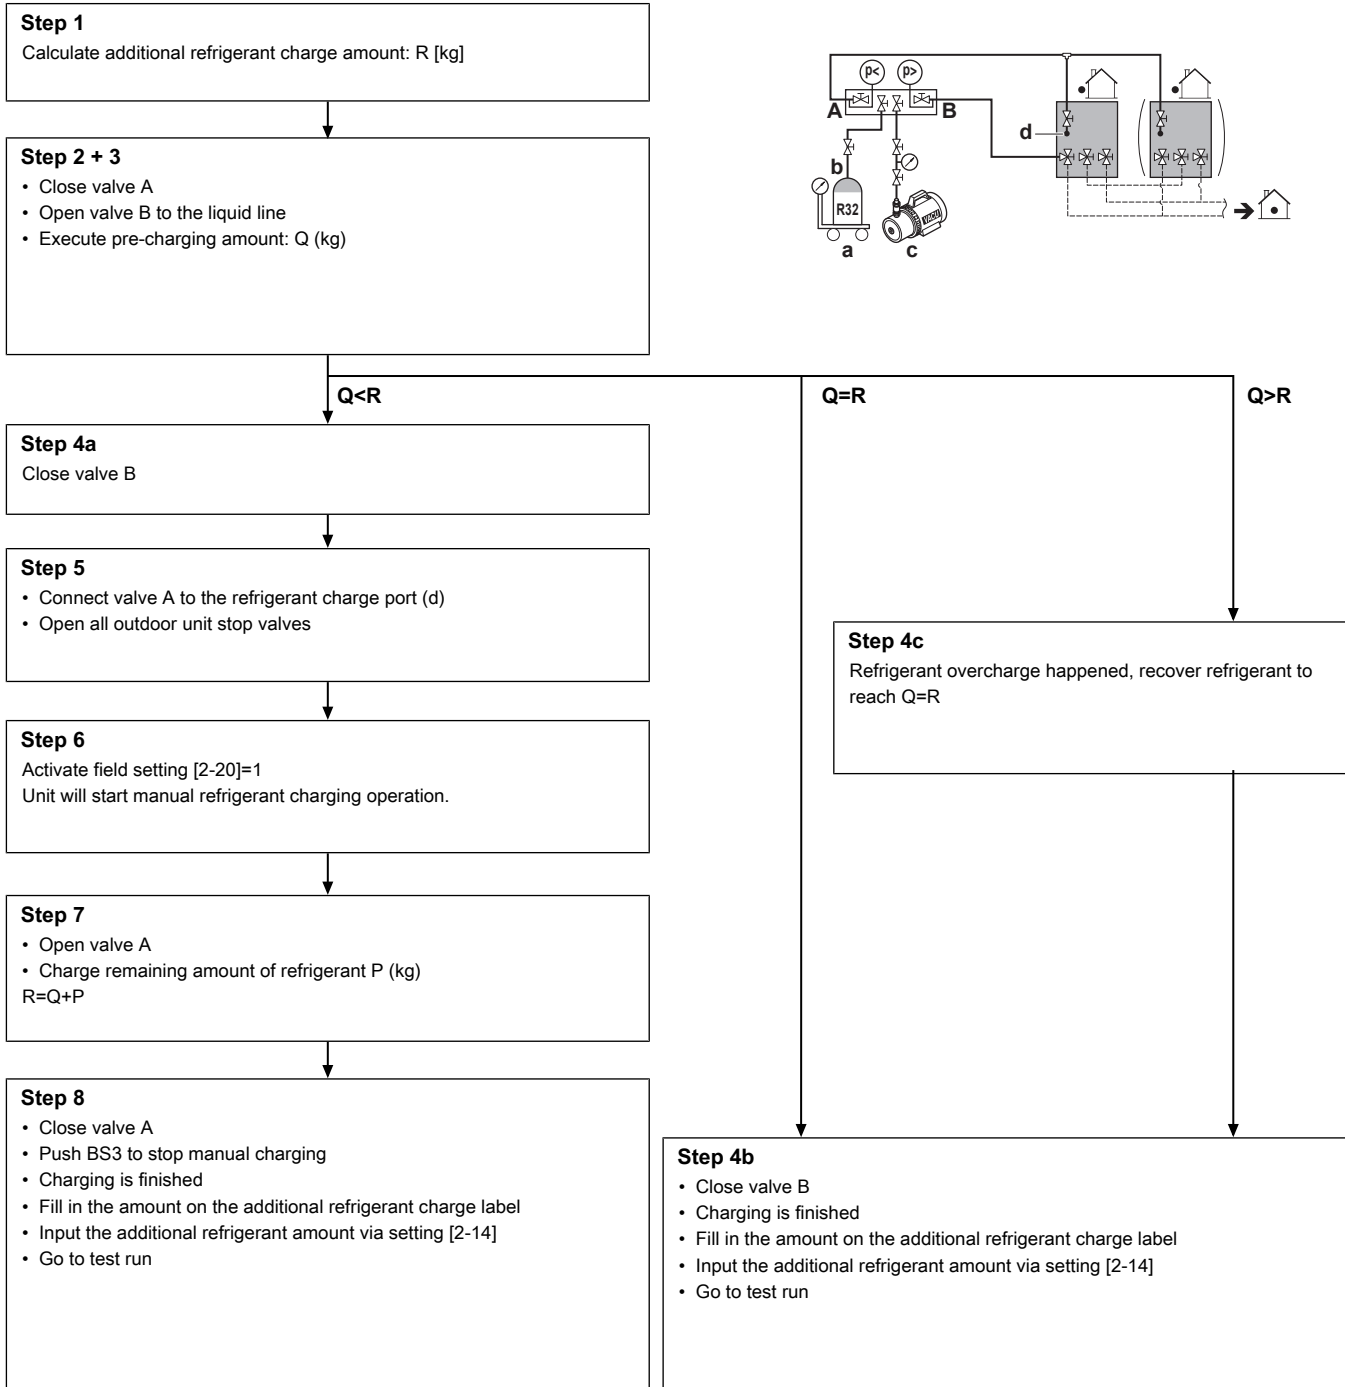 Step 1
Calculate additional refrigerant charge amount: R [kg]
p<
p>
A
B
d
b
R32
VACU
a
c
Step 2 + 3
• Close valve A
• Open valve B to the liquid line
• Execute pre-charging amount: Q (kg)
Q<R
Q=R
Q>R
Step 4a
Close valve B
Step 5
• Connect valve A to the refrigerant charge port (d)
• Open all outdoor unit stop valves
Step 4c
Refrigerant overcharge happened, recover refrigerant to
reach Q=R
Step 6
Activate field setting [2-20]=1
Unit will start manual refrigerant charging operation.
Step 7
• Open valve A
• Charge remaining amount of refrigerant P (kg)
R=Q+P
Step 8
• Close valve A
• Push BS3 to stop manual charging
• Charging is finished
• Fill in the amount on the additional refrigerant charge label
• Input the additional refrigerant amount via setting [2-14]
• Go to test run
Step 4b
• Close valve B
• Charging is finished
• Fill in the amount on the additional refrigerant charge label
• Input the additional refrigerant amount via setting [2-14]
• Go to test run